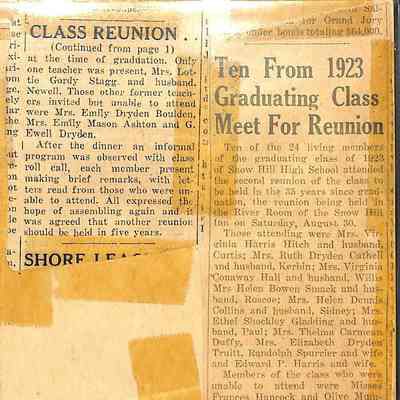 CLASS REUNION . .
(Continued from page 1)
at the time of graduation. Only
one teacher was present, Mrs. Lot-
tie Gordy Stagg and husband,
Newell. Those other former teach-
ers invited but unable to attend
were Mrs. Emily Dryden Boulden,
Mrs. Emily Mason Ashton and G.
Ewell Dryden.
After the dinner an informal
program was observed with class
roll call, each member present
making brief remarks, with let-
ters read from those who were un-
able to attend. All expressed the
hope of assembling again and it
was agreed that another reunion
should be held in five years.
SHORE LEAG
for Grand Jury
under bonds totaling $64,000.
Ten From 1923
Graduating Class
Meet For Reunion
Ten of the 24 living members
of the graduating class of 1923
of Snow Hill High School attended
the second reunion of the class to
be held in the 35 years since grad-
uation, the reunion being held in
the River Room of the Snow Hill
Inn on Saturday, August 30.
Those attending were Mrs. Vir-
ginia Harris Hitch and husband,
Curtis; Mrs. Ruth Dryden Cathell
and husband, Kerbin; Mrs. Virginia
Conaway Hall and husband, Willis
Mrs Helen Bowen Smack and hus-
band, Roscoe; Mrs. Helen Dennis
Collins and husband, Sidney; Mrs.
Ethel Shockley Gladding and hus-
band, Paul; Mrs. Thelma Carmean
Duffy, Mrs. Elizabeth Dryden
Truitt, Randolph Spurrier and wife
and Edward P. Harris and wife.
Members of the class who were
unable to attend were Misses
Frances Hancock and Olive Mum-